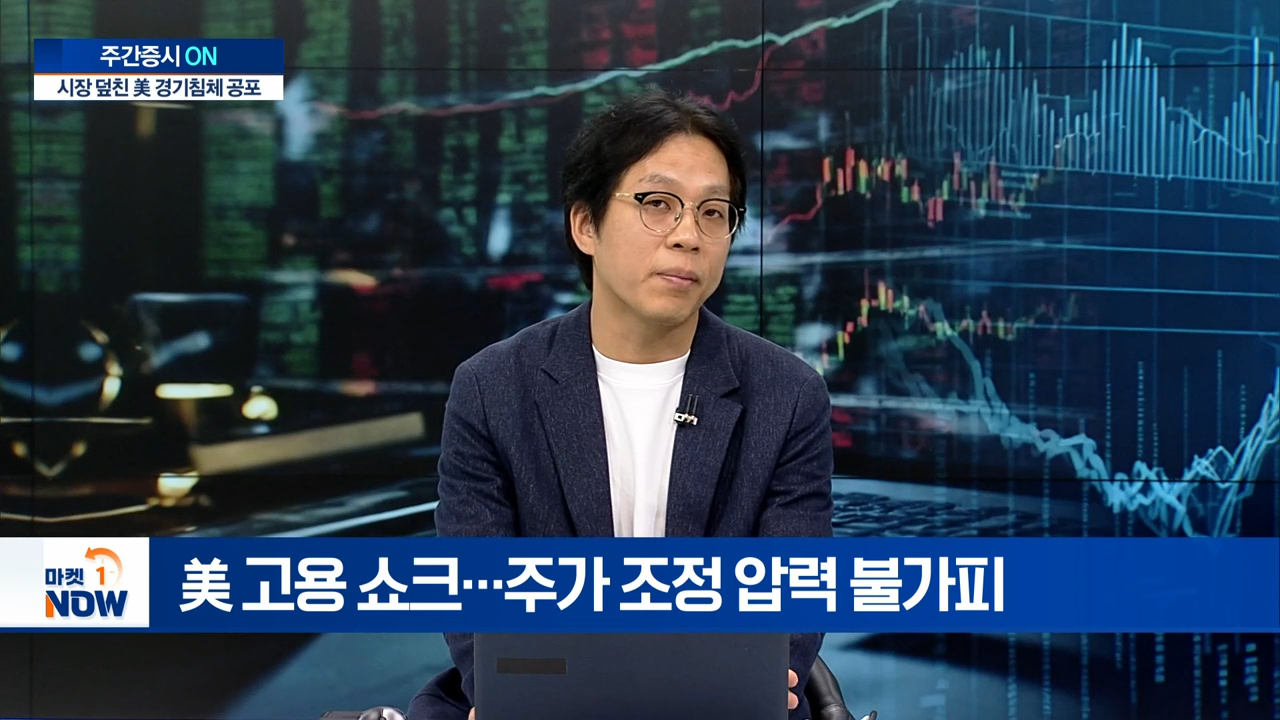 주간증시 ON
시장 덮친 美 경기침체 공포
마켓 1
NOW
美 고용 쇼크…주가 조정 압력 불가피